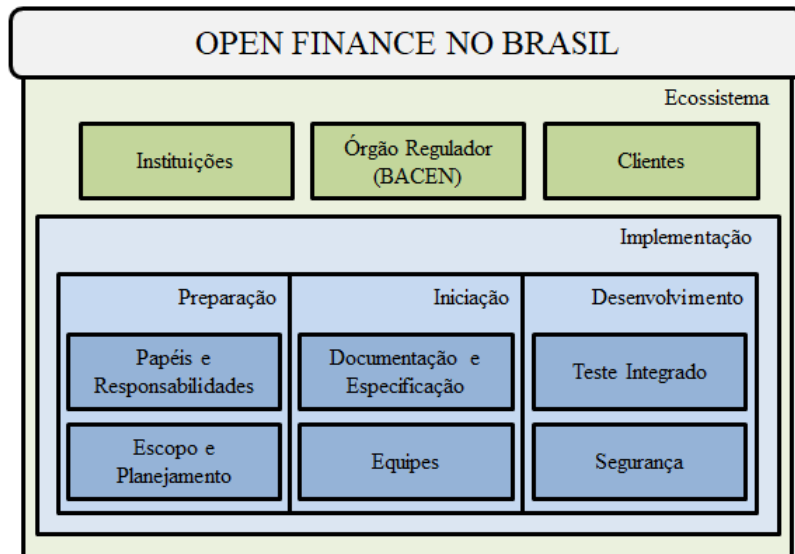 OPEN FINANCE NO BRASIL
Ecossistema
Instituições
Órgão Regulador
(BACEN)
Clientes
Implementação
Preparação
Iniciação
Desenvolvimento
Papéis e
Responsabilidades
Documentação e
Especificação
Teste Integrado
Escopo e
Planejamento
Equipes
Segurança